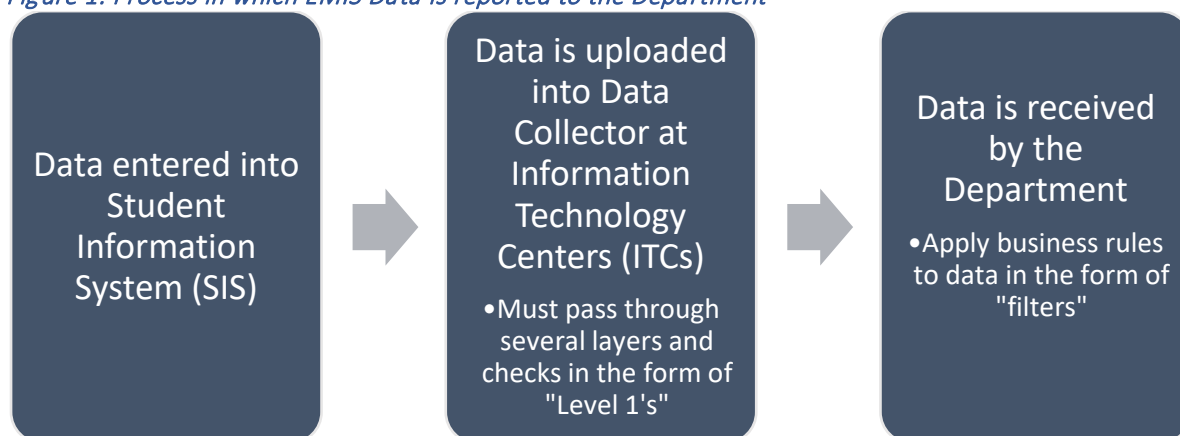 Figure 1: Process in which EMIS Data is reported to the Department
Data entered into
Student
Information
System (SIS)
Data is uploaded
into Data
Collector at
Information
Technology
Centers (ITCs)
•Must pass through
several layers and
checks in the form of
"Level 1's"
Data is received
by the
Department
•Apply business rules
to data in the form of
"filters"